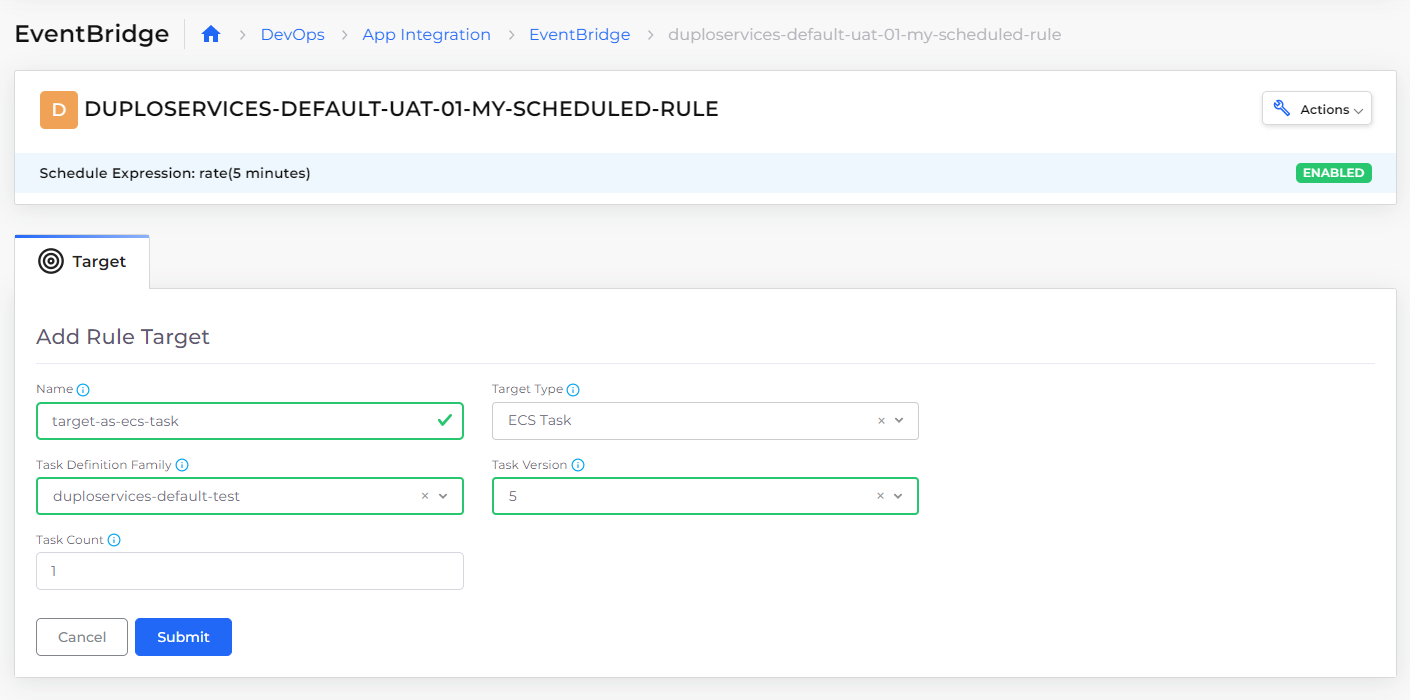 EventBridge > DevOps > App Integration > EventBridge > duploservices-default-uat-01-my-scheduled-rule
D DUPLOSERVICES-DEFAULT-UAT-01-MY-SCHEDULED-RULE Actions
Schedule Expression: rate(5 minutes) ENABLED
Target
Add Rule Target
Name Target Type
target-as-ecs-task ECS Task
Task Definition Family Task Version
duploservices-default-test 5
Task Count
1
Cancel Submit